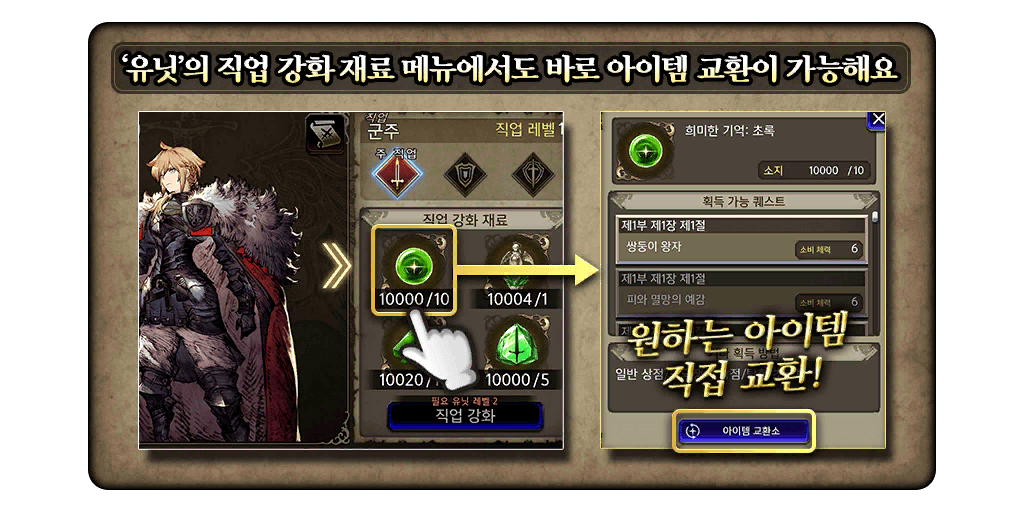 ‘유닛’의 직업 강화 재료 메뉴에서도 바로 아이템 교환이 가능해요
직업
군주
직업 레벨 1
주 직업
직업 강화 재료
10000/10
10004/1
10020/
10000/5
필요 유닛 레벨 2
직업 강화
희미한 기억: 초록
소지 10000 /10
획득 가능 퀘스트
제1부 제1장 제1절
쌍둥이 왕자
소비 체력 6
제1부 제1장 제1절
피와 멸망의 예감
소비 체력 6
원하는 아이템
직접 교환!
획득 방법
일반 상점
아이템 교환소